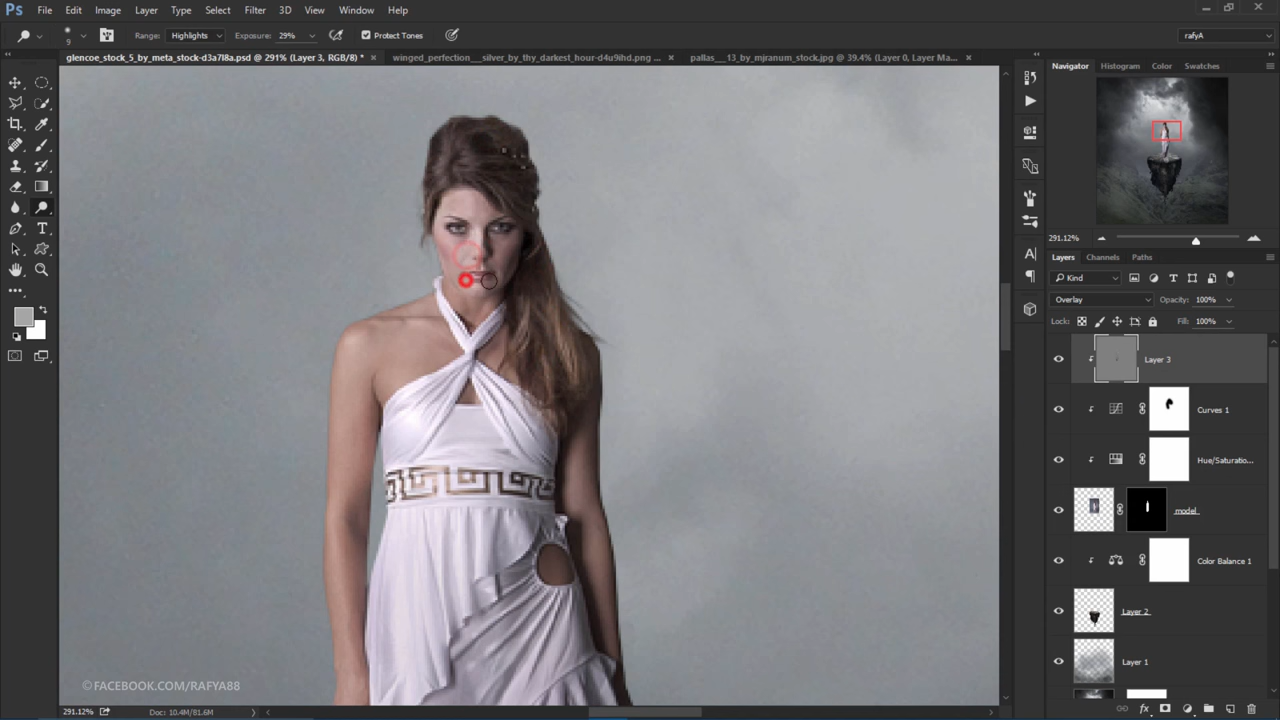 Ps File Edit Image Layer Type Select Filter 3D View Window Help
9 Range: Highlights Exposure: 29% Protect Tones rafyA
glencoe_stock_5_by_meta_stock-d3a7l8a.psd @ 291% (Layer 3, RGB/8) * × winged_perfection___silver_by_thy_darkest_hour-d4u9ihd.png ... × pallas___13_by_mjranum_stock.jpg @ 39.4% (Layer 0, Layer Ma... ×
Navigator Histogram Color Swatches
291.12%
Layers Channels Paths
Kind
Overlay Opacity: 100%
Lock: Fill: 100%
Layer 3
Curves 1
Hue/Saturatio...
model
Color Balance 1
Layer 2
Layer 1
©FACEBOOK.COM/RAFYA88
291.12% Doc: 10.4M/81.6M